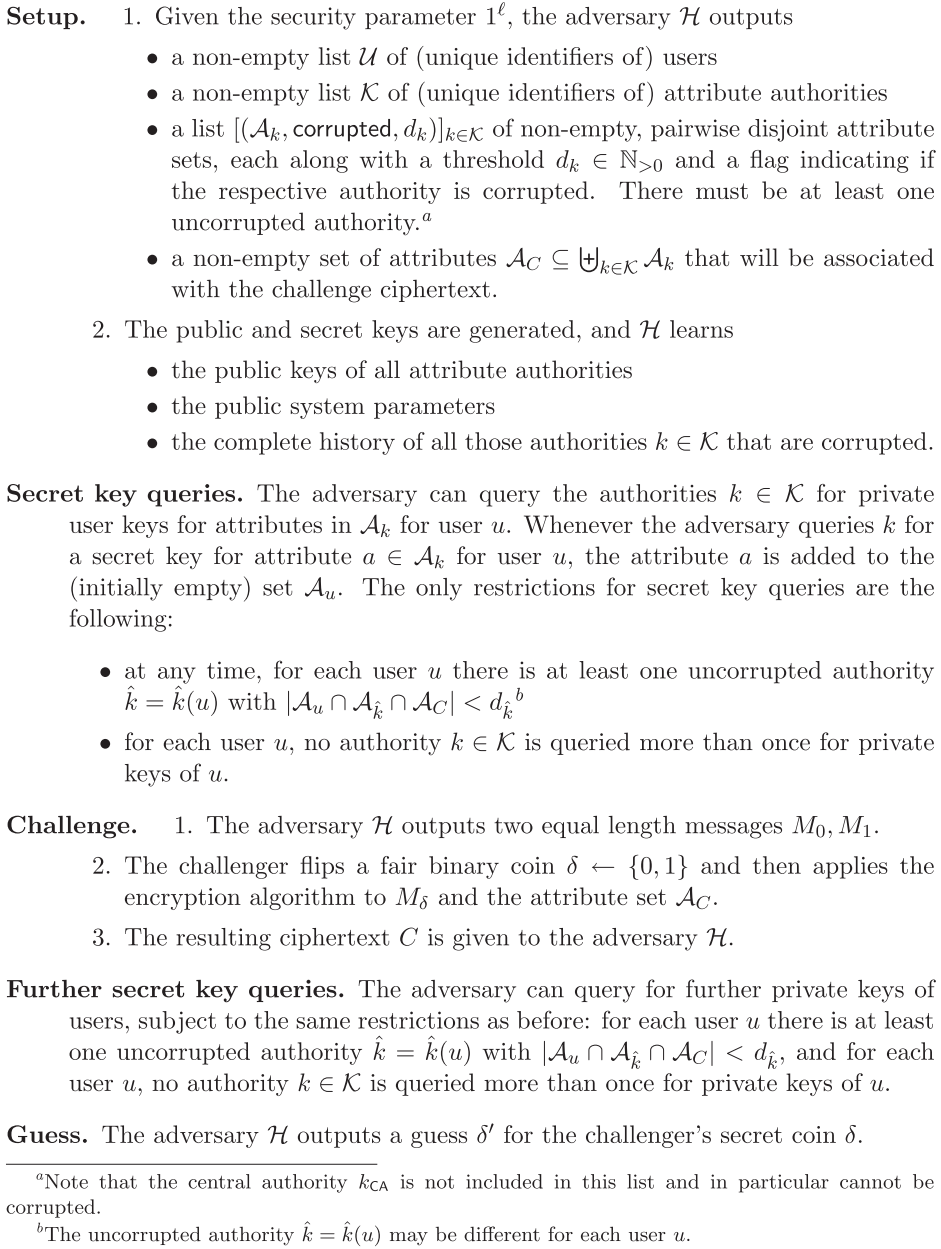 Setup. 1. Given the security parameter 1^ℓ, the adversary ℋ outputs
• a non-empty list 𝒰 of (unique identifiers of) users
• a non-empty list 𝒦 of (unique identifiers of) attribute authorities
• a list [(𝒜_k, corrupted, d_k)]_{k∈𝒦} of non-empty, pairwise disjoint attribute
sets, each along with a threshold d_k ∈ ℕ_{>0} and a flag indicating if
the respective authority is corrupted. There must be at least one
uncorrupted authority.^a
• a non-empty set of attributes 𝒜_C ⊆ ⨄_{k∈𝒦} 𝒜_k that will be associated
with the challenge ciphertext.
2. The public and secret keys are generated, and ℋ learns
• the public keys of all attribute authorities
• the public system parameters
• the complete history of all those authorities k ∈ 𝒦 that are corrupted.
Secret key queries. The adversary can query the authorities k ∈ 𝒦 for private
user keys for attributes in 𝒜_k for user u. Whenever the adversary queries k for
a secret key for attribute a ∈ 𝒜_k for user u, the attribute a is added to the
(initially empty) set 𝒜_u. The only restrictions for secret key queries are the
following:
• at any time, for each user u there is at least one uncorrupted authority
k̂ = k̂(u) with |𝒜_u ∩ 𝒜_k̂ ∩ 𝒜_C| < d_k̂ ^b
• for each user u, no authority k ∈ 𝒦 is queried more than once for private
keys of u.
Challenge. 1. The adversary ℋ outputs two equal length messages M_0, M_1.
2. The challenger flips a fair binary coin δ ← {0, 1} and then applies the
encryption algorithm to M_δ and the attribute set 𝒜_C.
3. The resulting ciphertext C is given to the adversary ℋ.
Further secret key queries. The adversary can query for further private keys of
users, subject to the same restrictions as before: for each user u there is at least
one uncorrupted authority k̂ = k̂(u) with |𝒜_u ∩ 𝒜_k̂ ∩ 𝒜_C| < d_k̂, and for each
user u, no authority k ∈ 𝒦 is queried more than once for private keys of u.
Guess. The adversary ℋ outputs a guess δ′ for the challenger's secret coin δ.
^aNote that the central authority k_CA is not included in this list and in particular cannot be
corrupted.
^bThe uncorrupted authority k̂ = k̂(u) may be different for each user u.